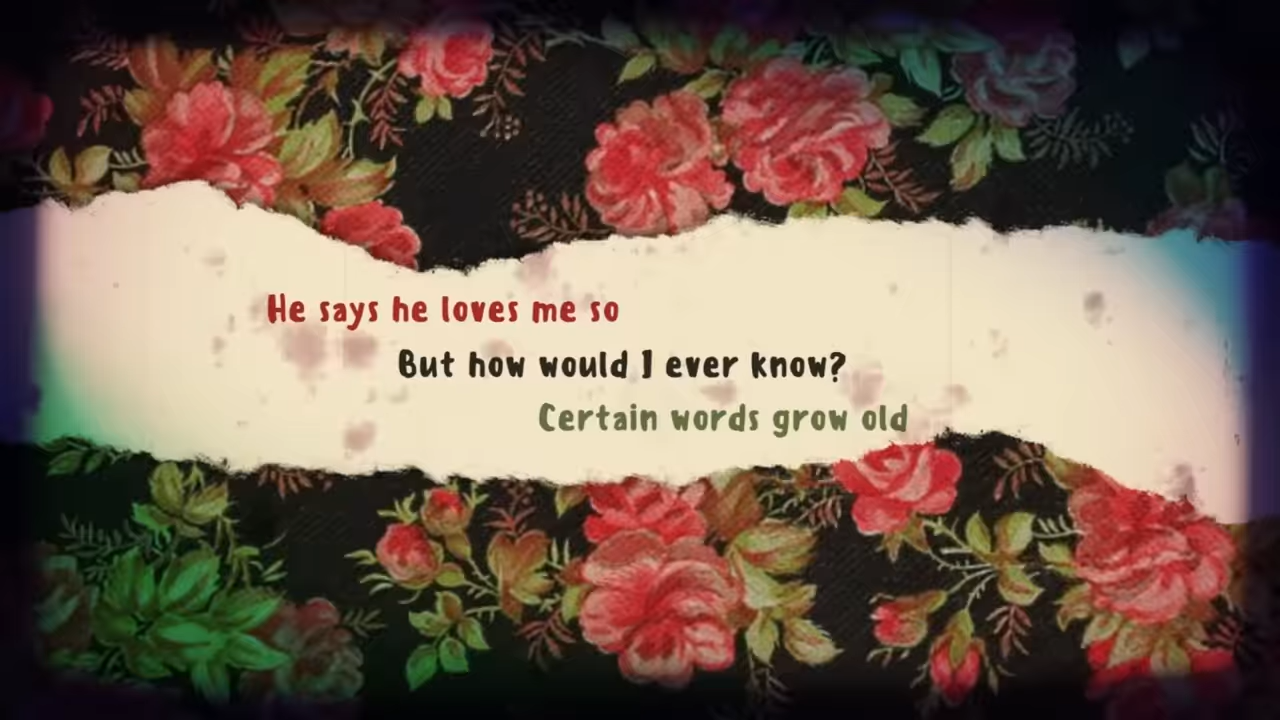 He says he loves me so
But how would I ever know?
Certain words grow old